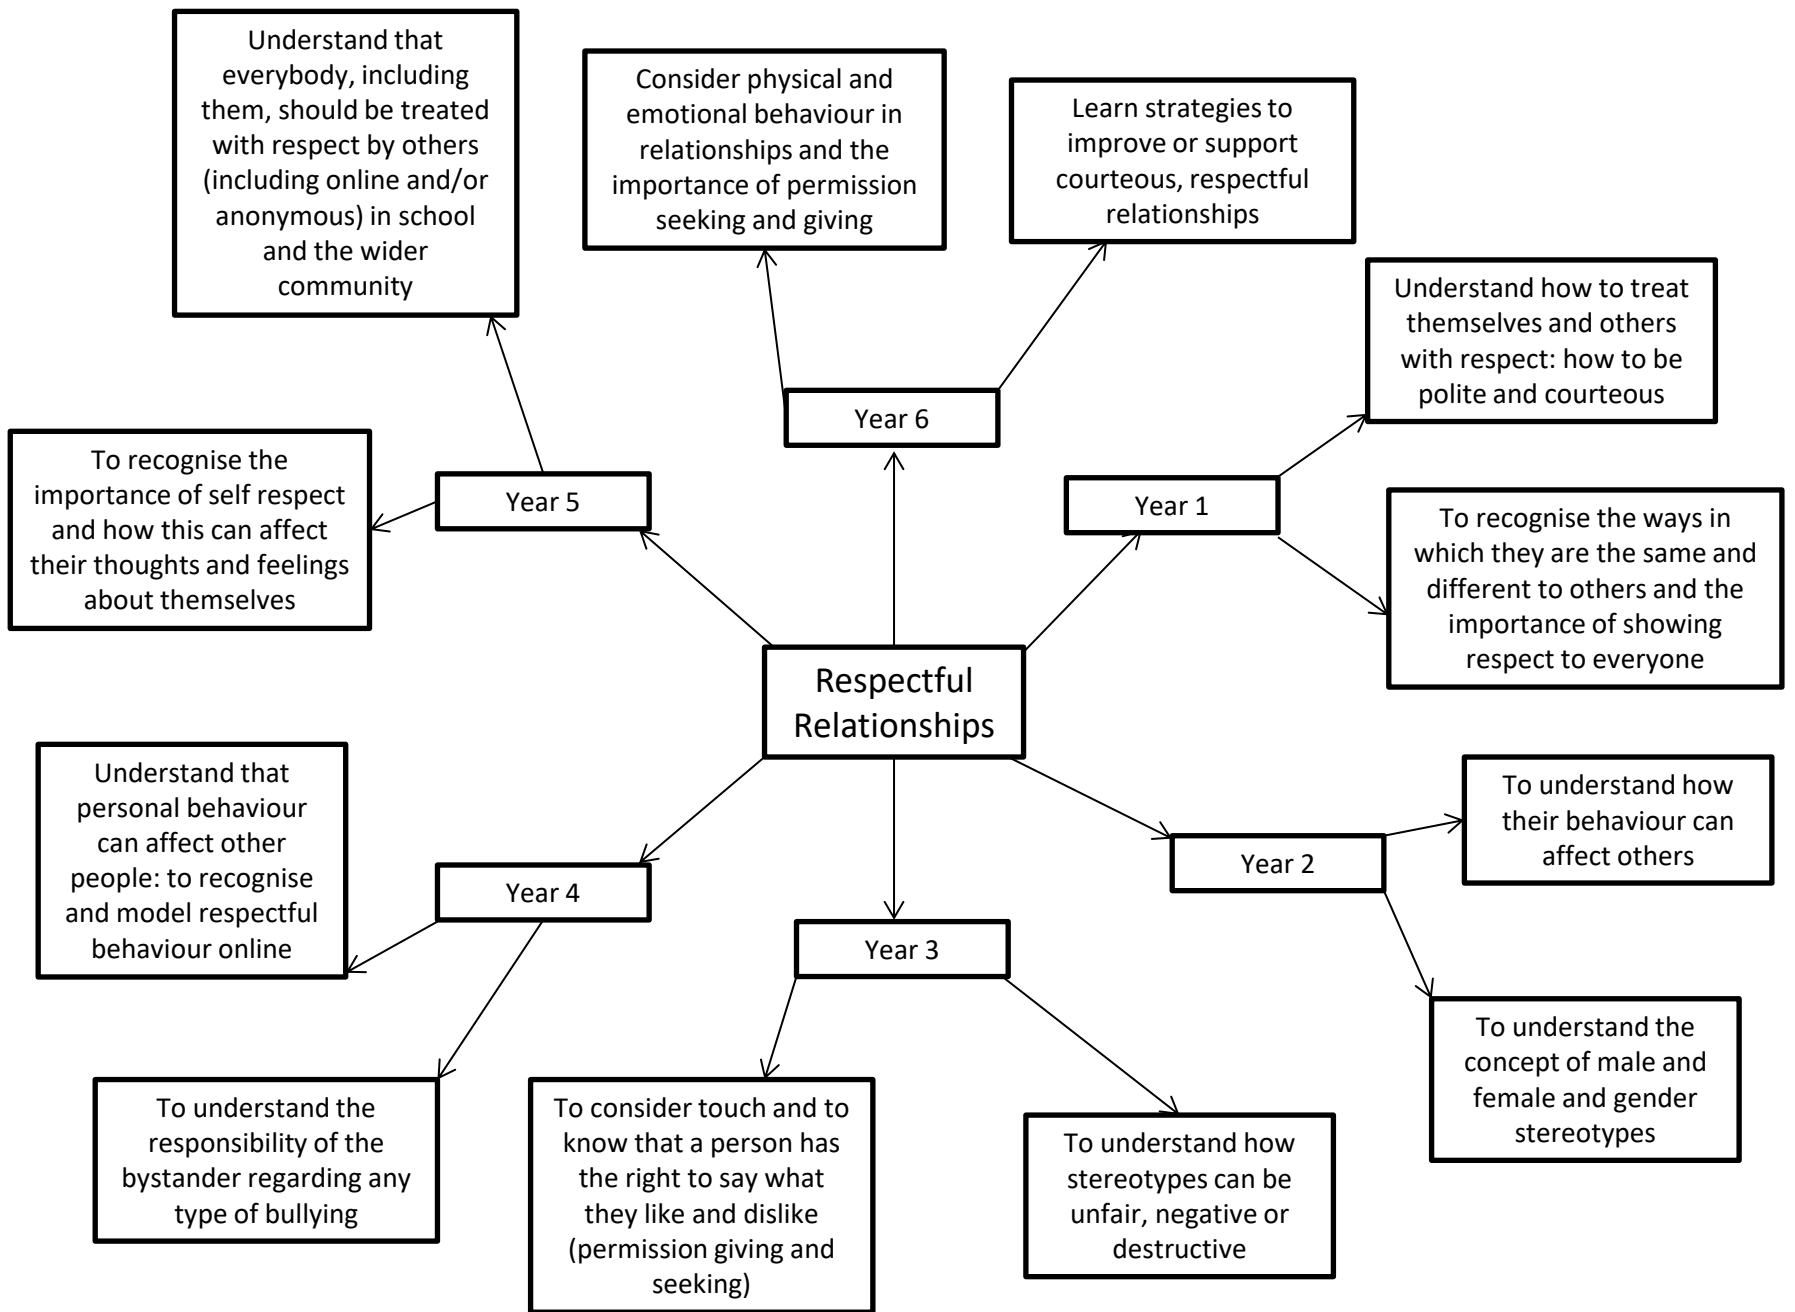 Respectful
Relationships
Year 1
Understand how to treat
themselves and others
with respect: how to be
polite and courteous
To recognise the ways in
which they are the same and
different to others and the
importance of showing
respect to everyone
Year 2
To understand how
their behaviour can
affect others
To understand the
concept of male and
female and gender
stereotypes
Year 3
To consider touch and to
know that a person has
the right to say what
they like and dislike
(permission giving and
seeking)
To understand how
stereotypes can be
unfair, negative or
destructive
Year 4
Understand that
personal behaviour
can affect other
people: to recognise
and model respectful
behaviour online
To understand the
responsibility of the
bystander regarding any
type of bullying
Year 5
Understand that
everybody, including
them, should be treated
with respect by others
(including online and/or
anonymous) in school
and the wider
community
To recognise the
importance of self respect
and how this can affect
their thoughts and feelings
about themselves
Year 6
Consider physical and
emotional behaviour in
relationships and the
importance of permission
seeking and giving
Learn strategies to
improve or support
courteous, respectful
relationships